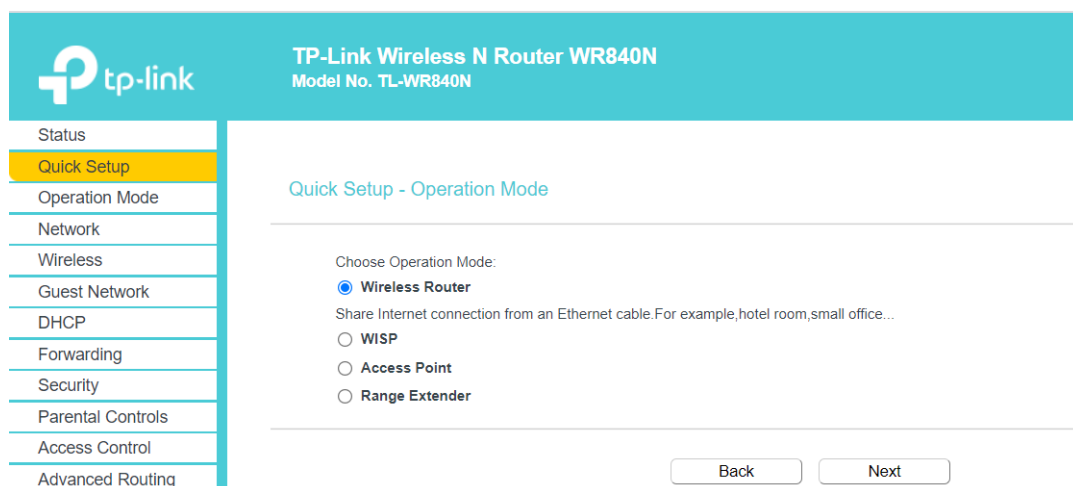 tp-link
TP-Link Wireless N Router WR840N
Model No. TL-WR840N
Status
Quick Setup
Operation Mode
Network
Wireless
Guest Network
DHCP
Forwarding
Security
Parental Controls
Access Control
Advanced Routing
Quick Setup - Operation Mode
Choose Operation Mode:
Wireless Router
Share Internet connection from an Ethernet cable.For example,hotel room,small office...
WISP
Access Point
Range Extender
Back Next